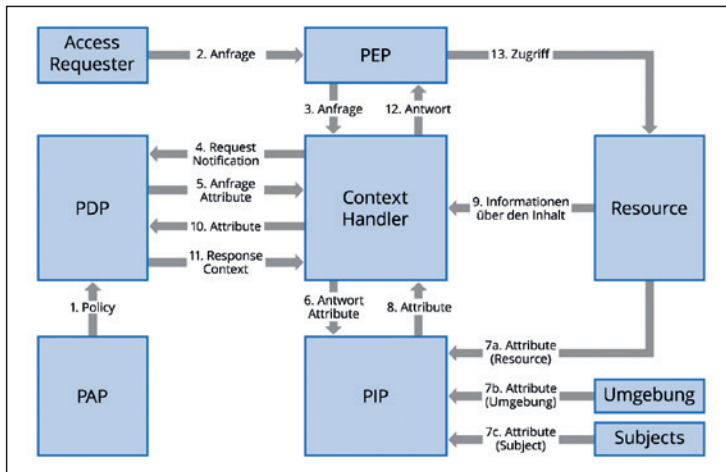 Access
Requester
2. Anfrage
PEP
13. Zugriff
3. Anfrage
12. Antwort
4. Request
Notification
5. Anfrage
Attribute
PDP
10. Attribute
11. Response
Context
Context
Handler
9. Informationen
über den Inhalt
Resource
1. Policy
6. Antwort
Attribute
8. Attribute
PAP
PIP
7a. Attribute
(Resource)
7b. Attribute
(Umgebung)
Umgebung
7c. Attribute
(Subject)
Subjects